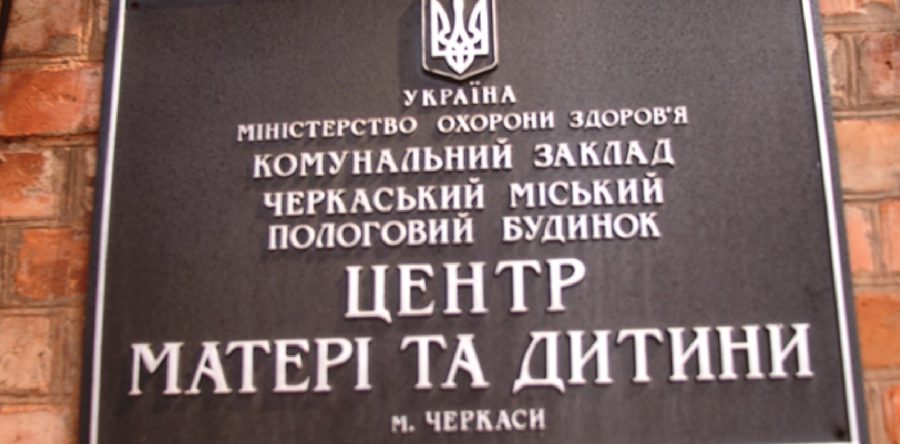 УКРАЇНА
МІНІСТЕРСТВО ОХОРОНИ ЗДОРОВ'Я
КОМУНАЛЬНИЙ ЗАКЛАД
ЧЕРКАСЬКИЙ МІСЬКИЙ
ПОЛОГОВИЙ БУДИНОК
ЦЕНТР
МАТЕРІ ТА ДИТИНИ
м. ЧЕРКАСИ